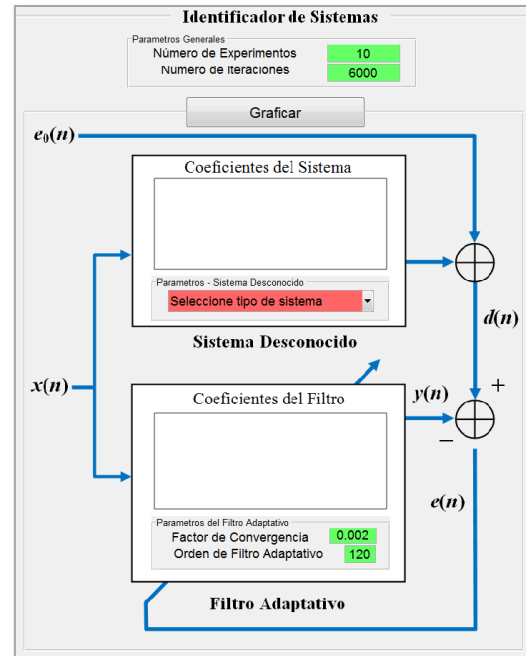 Identificador de Sistemas
Parametros Generales
Número de Experimentos 10
Numero de Iteraciones 6000
Graficar
e₀(n)
Coeficientes del Sistema
Parametros - Sistema Desconocido
Seleccione tipo de sistema
Sistema Desconocido
d(n)
x(n)
Coeficientes del Filtro
y(n)
+
−
e(n)
Parametros del Filtro Adaptativo
Factor de Convergencia 0.002
Orden de Filtro Adaptativo 120
Filtro Adaptativo